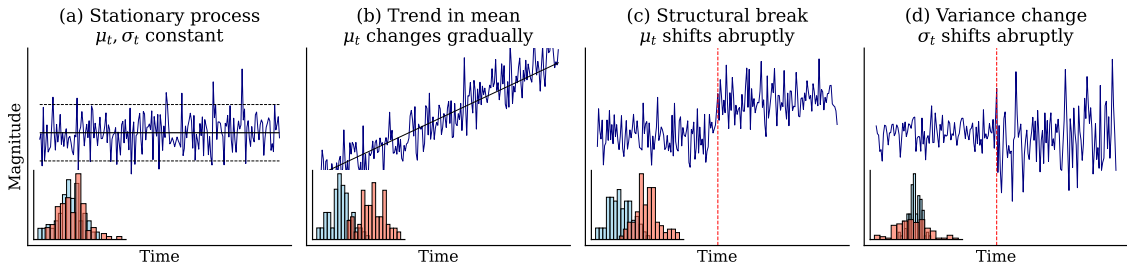 (a) Stationary process
μₜ, σₜ constant
(b) Trend in mean
μₜ changes gradually
(c) Structural break
μₜ shifts abruptly
(d) Variance change
σₜ shifts abruptly
Magnitude
Time
Time
Time
Time